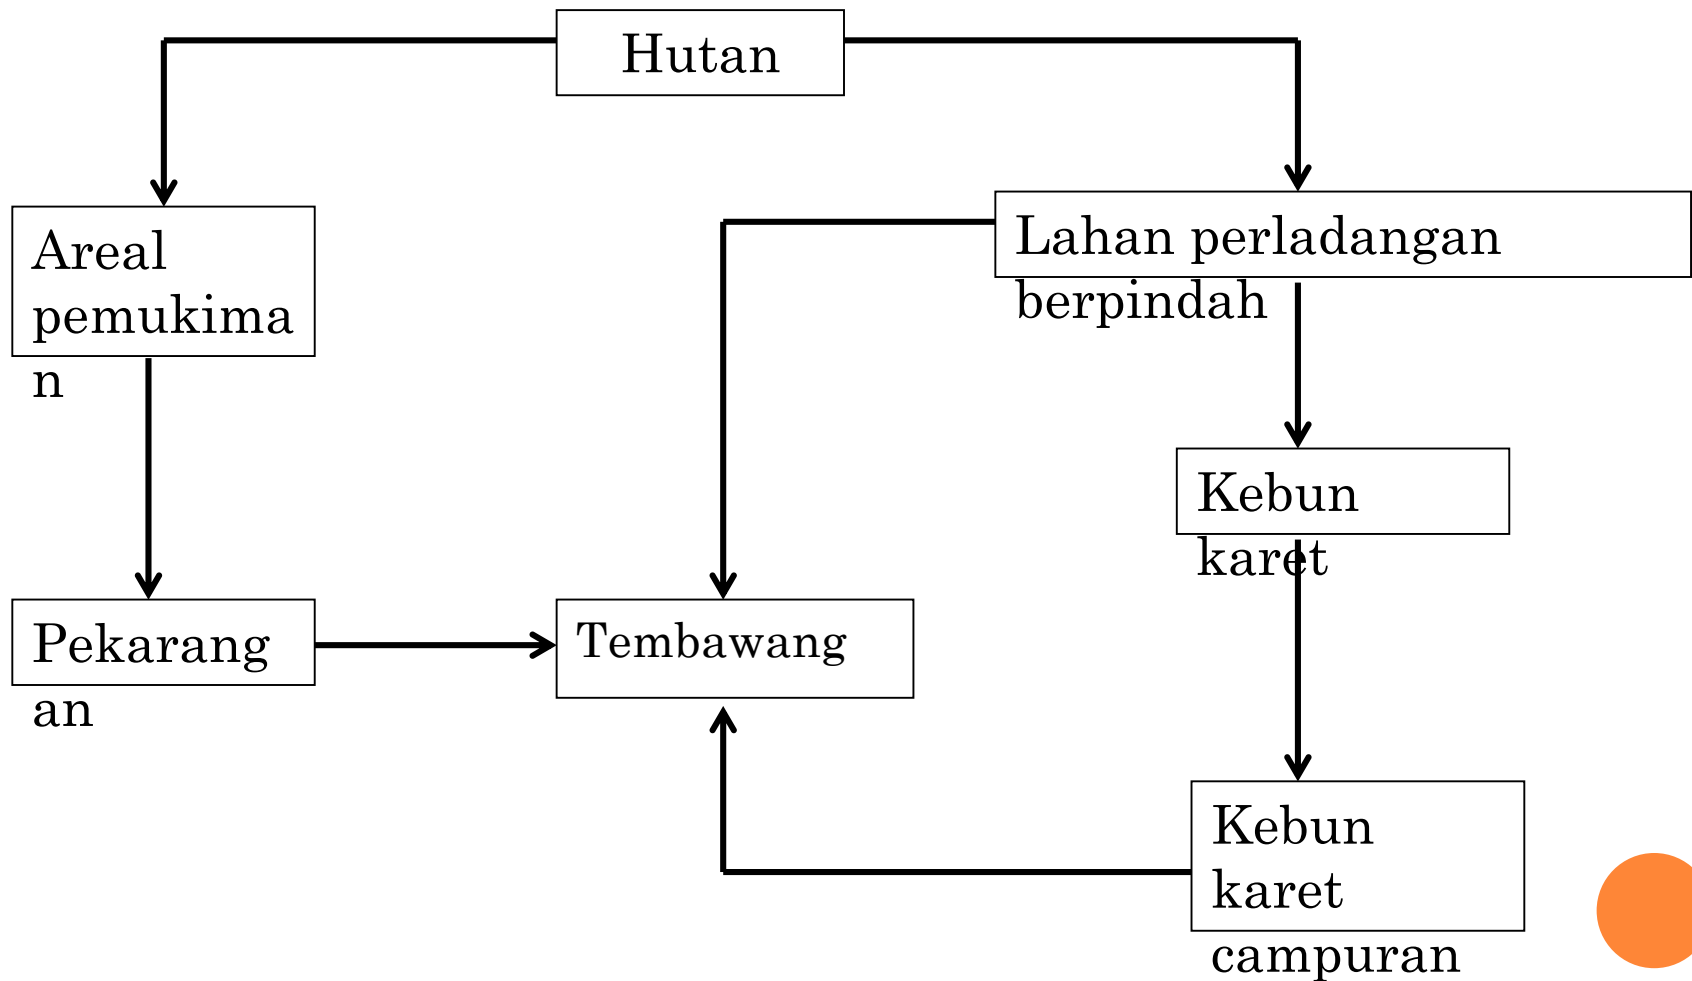 Hutan
Areal
pemukima
n
Lahan perladangan
berpindah
Kebun
karet
Pekarang
an
Tembawang
Kebun
karet
campuran